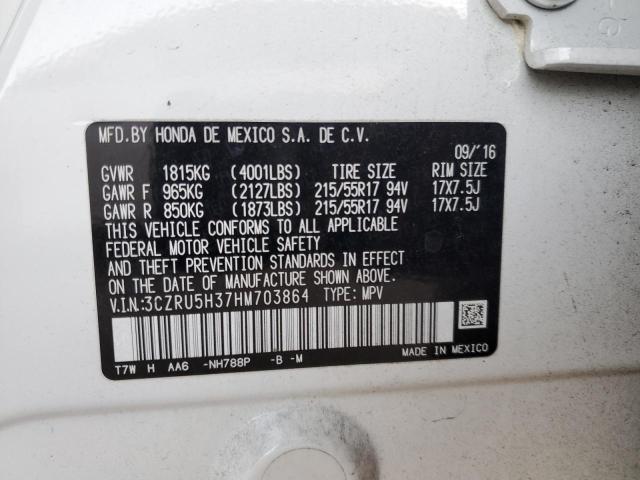 MFD. BY HONDA DE MEXICO S.A. DE C.V.
09/'16
GVWR 1815KG (4001LBS) TIRE SIZE RIM SIZE
GAWR F 965KG (2127LBS) 215/55R17 94V 17X7.5J
GAWR R 850KG (1873LBS) 215/55R17 94V 17X7.5J
THIS VEHICLE CONFORMS TO ALL APPLICABLE
FEDERAL MOTOR VEHICLE SAFETY
AND THEFT PREVENTION STANDARDS IN EFFECT
ON THE DATE OF MANUFACTURE SHOWN ABOVE.
V.I.N.:3CZRU5H37HM703864 TYPE: MPV
T7W H AA6 -NH788P -B -M MADE IN MEXICO